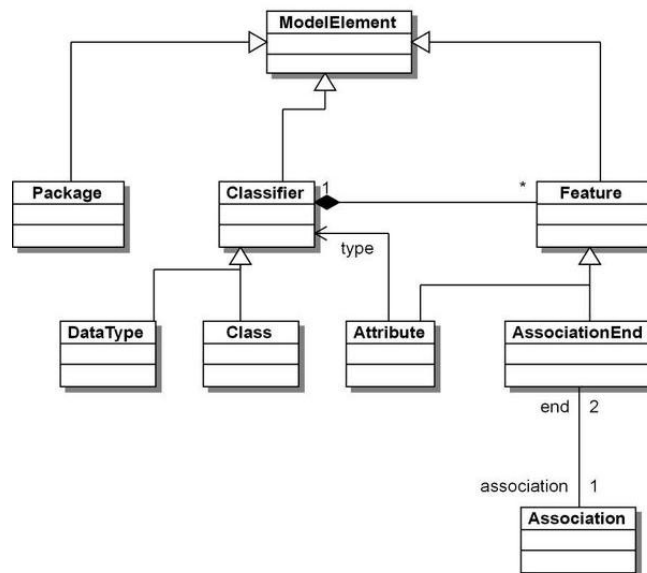 ModelElement
Package
Classifier
1
*
Feature
type
DataType
Class
Attribute
AssociationEnd
end
2
association
1
Association